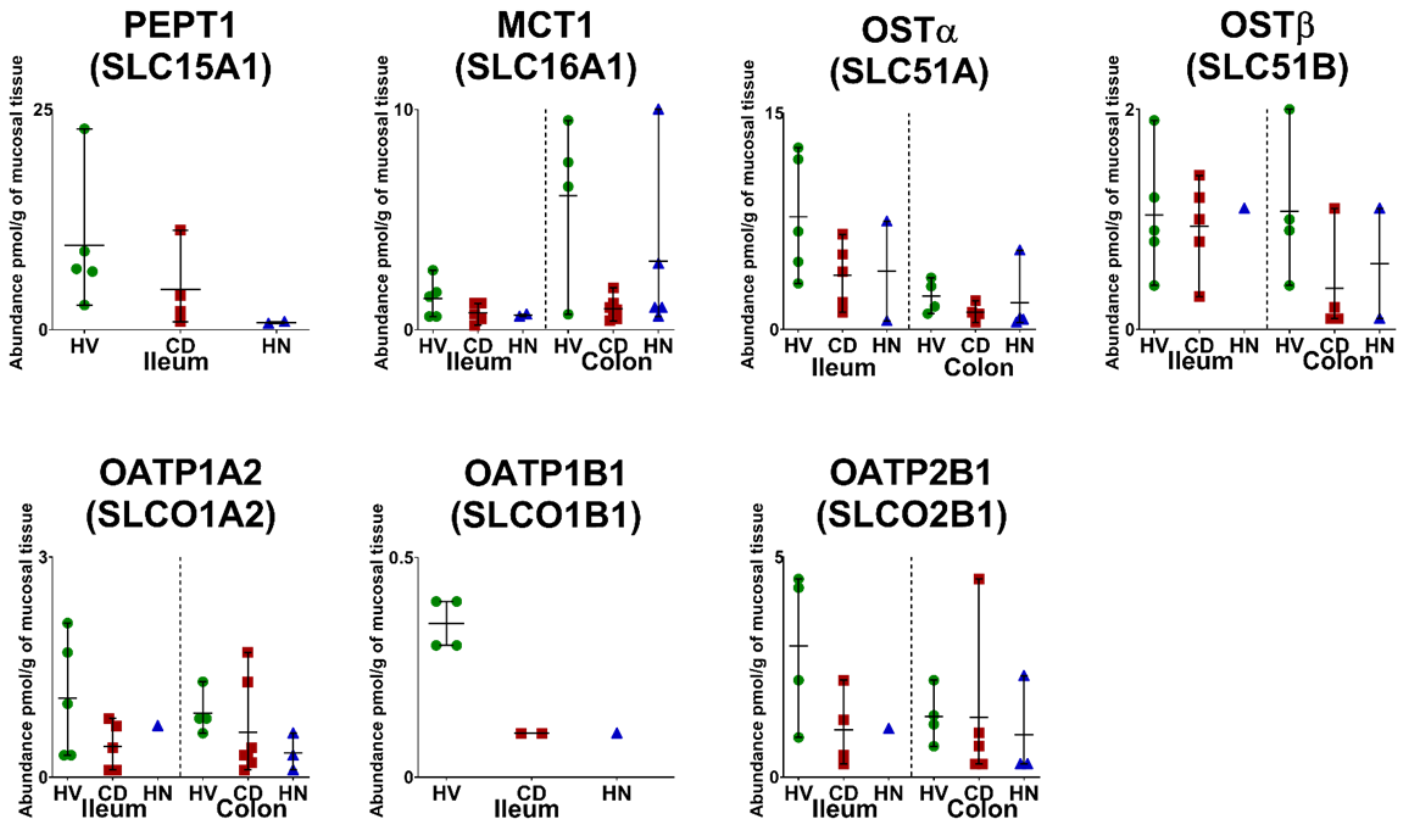 PEPT1
(SLC15A1)
Abundance pmol/g of mucosal tissue
25
0
HV CD HN
Ileum
MCT1
(SLC16A1)
Abundance pmol/g of mucosal tissue
10
5
0
HV CD HN HV CD HN
Ileum Colon
OSTα
(SLC51A)
Abundance pmol/g of mucosal tissue
15
0
HV CD HN HV CD HN
Ileum Colon
OSTβ
(SLC51B)
Abundance pmol/g of mucosal tissue
2
1
0
HV CD HN HV CD HN
Ileum Colon
OATP1A2
(SLCO1A2)
Abundance pmol/g of mucosal tissue
3
0
HV CD HN HV CD HN
Ileum Colon
OATP1B1
(SLCO1B1)
Abundance pmol/g of mucosal tissue
0.5
0
HV CD HN
Ileum
OATP2B1
(SLCO2B1)
Abundance pmol/g of mucosal tissue
5
0
HV CD HN HV CD HN
Ileum Colon